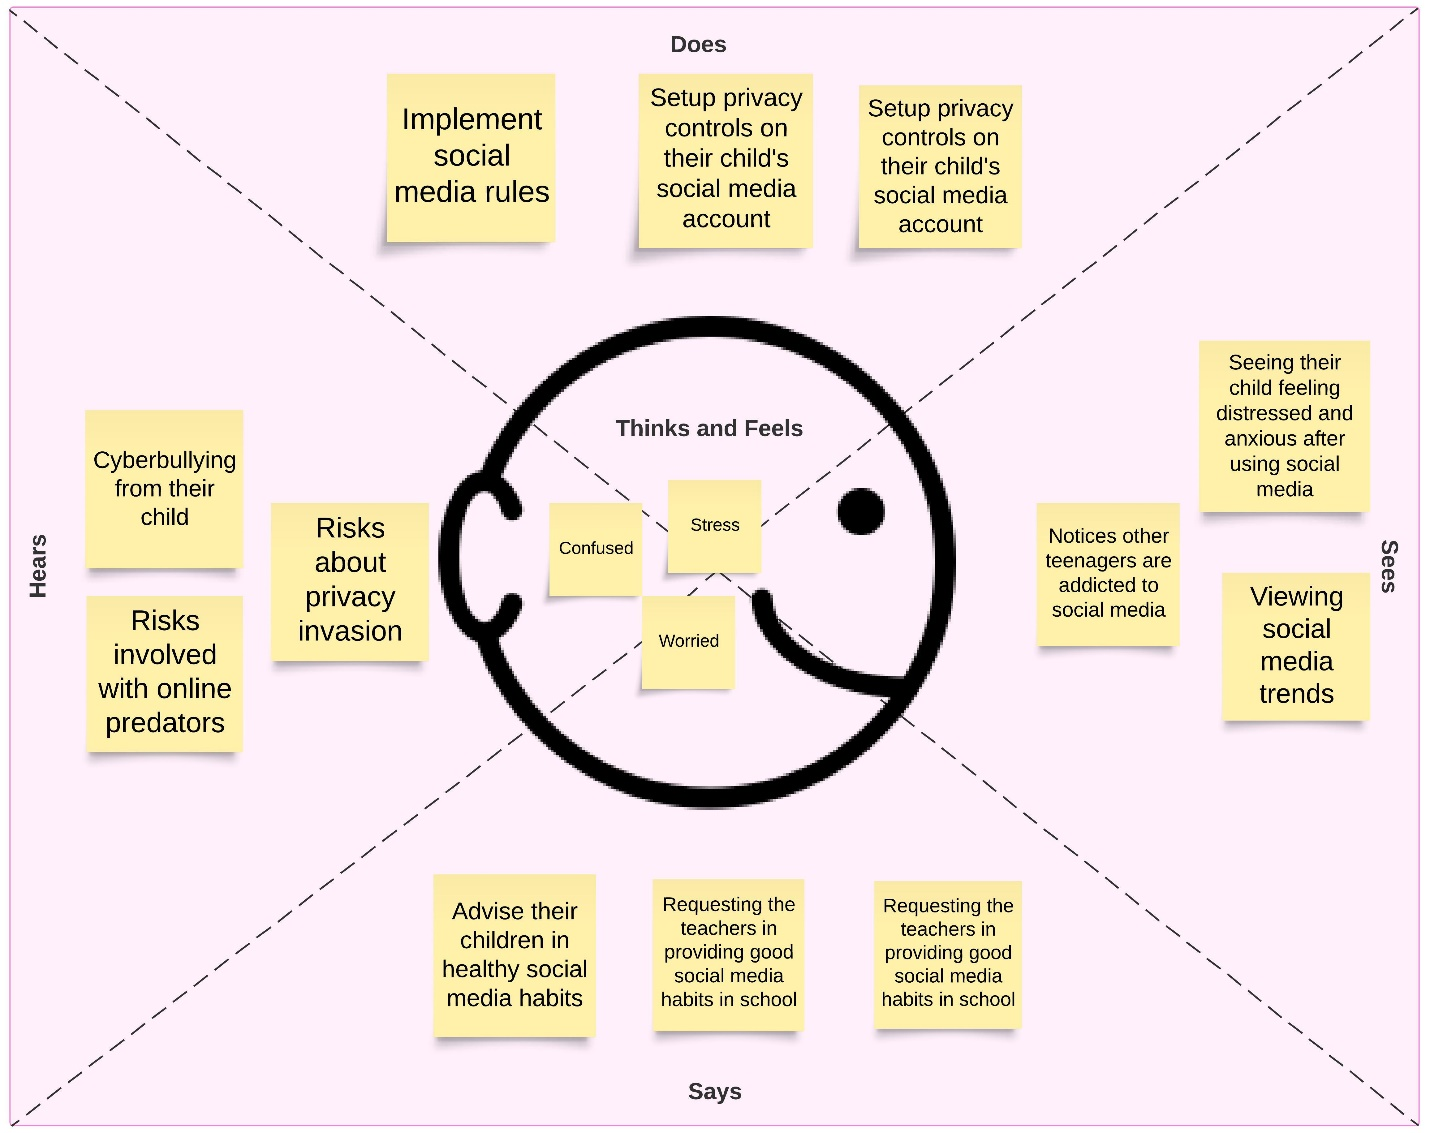 Does
Implement
social
media rules
Setup privacy
controls on
their child's
social media
account
Setup privacy
controls on
their child's
social media
account
Hears
Cyberbullying
from their
child
Risks
about
privacy
invasion
Risks
involved
with online
predators
Thinks and Feels
Confused
Stress
Worried
Sees
Seeing their
child feeling
distressed and
anxious after
using social
media
Notices other
teenagers are
addicted to
social media
Viewing
social
media
trends
Advise their
children in
healthy social
media habits
Requesting the
teachers in
providing good
social media
habits in school
Requesting the
teachers in
providing good
social media
habits in school
Says